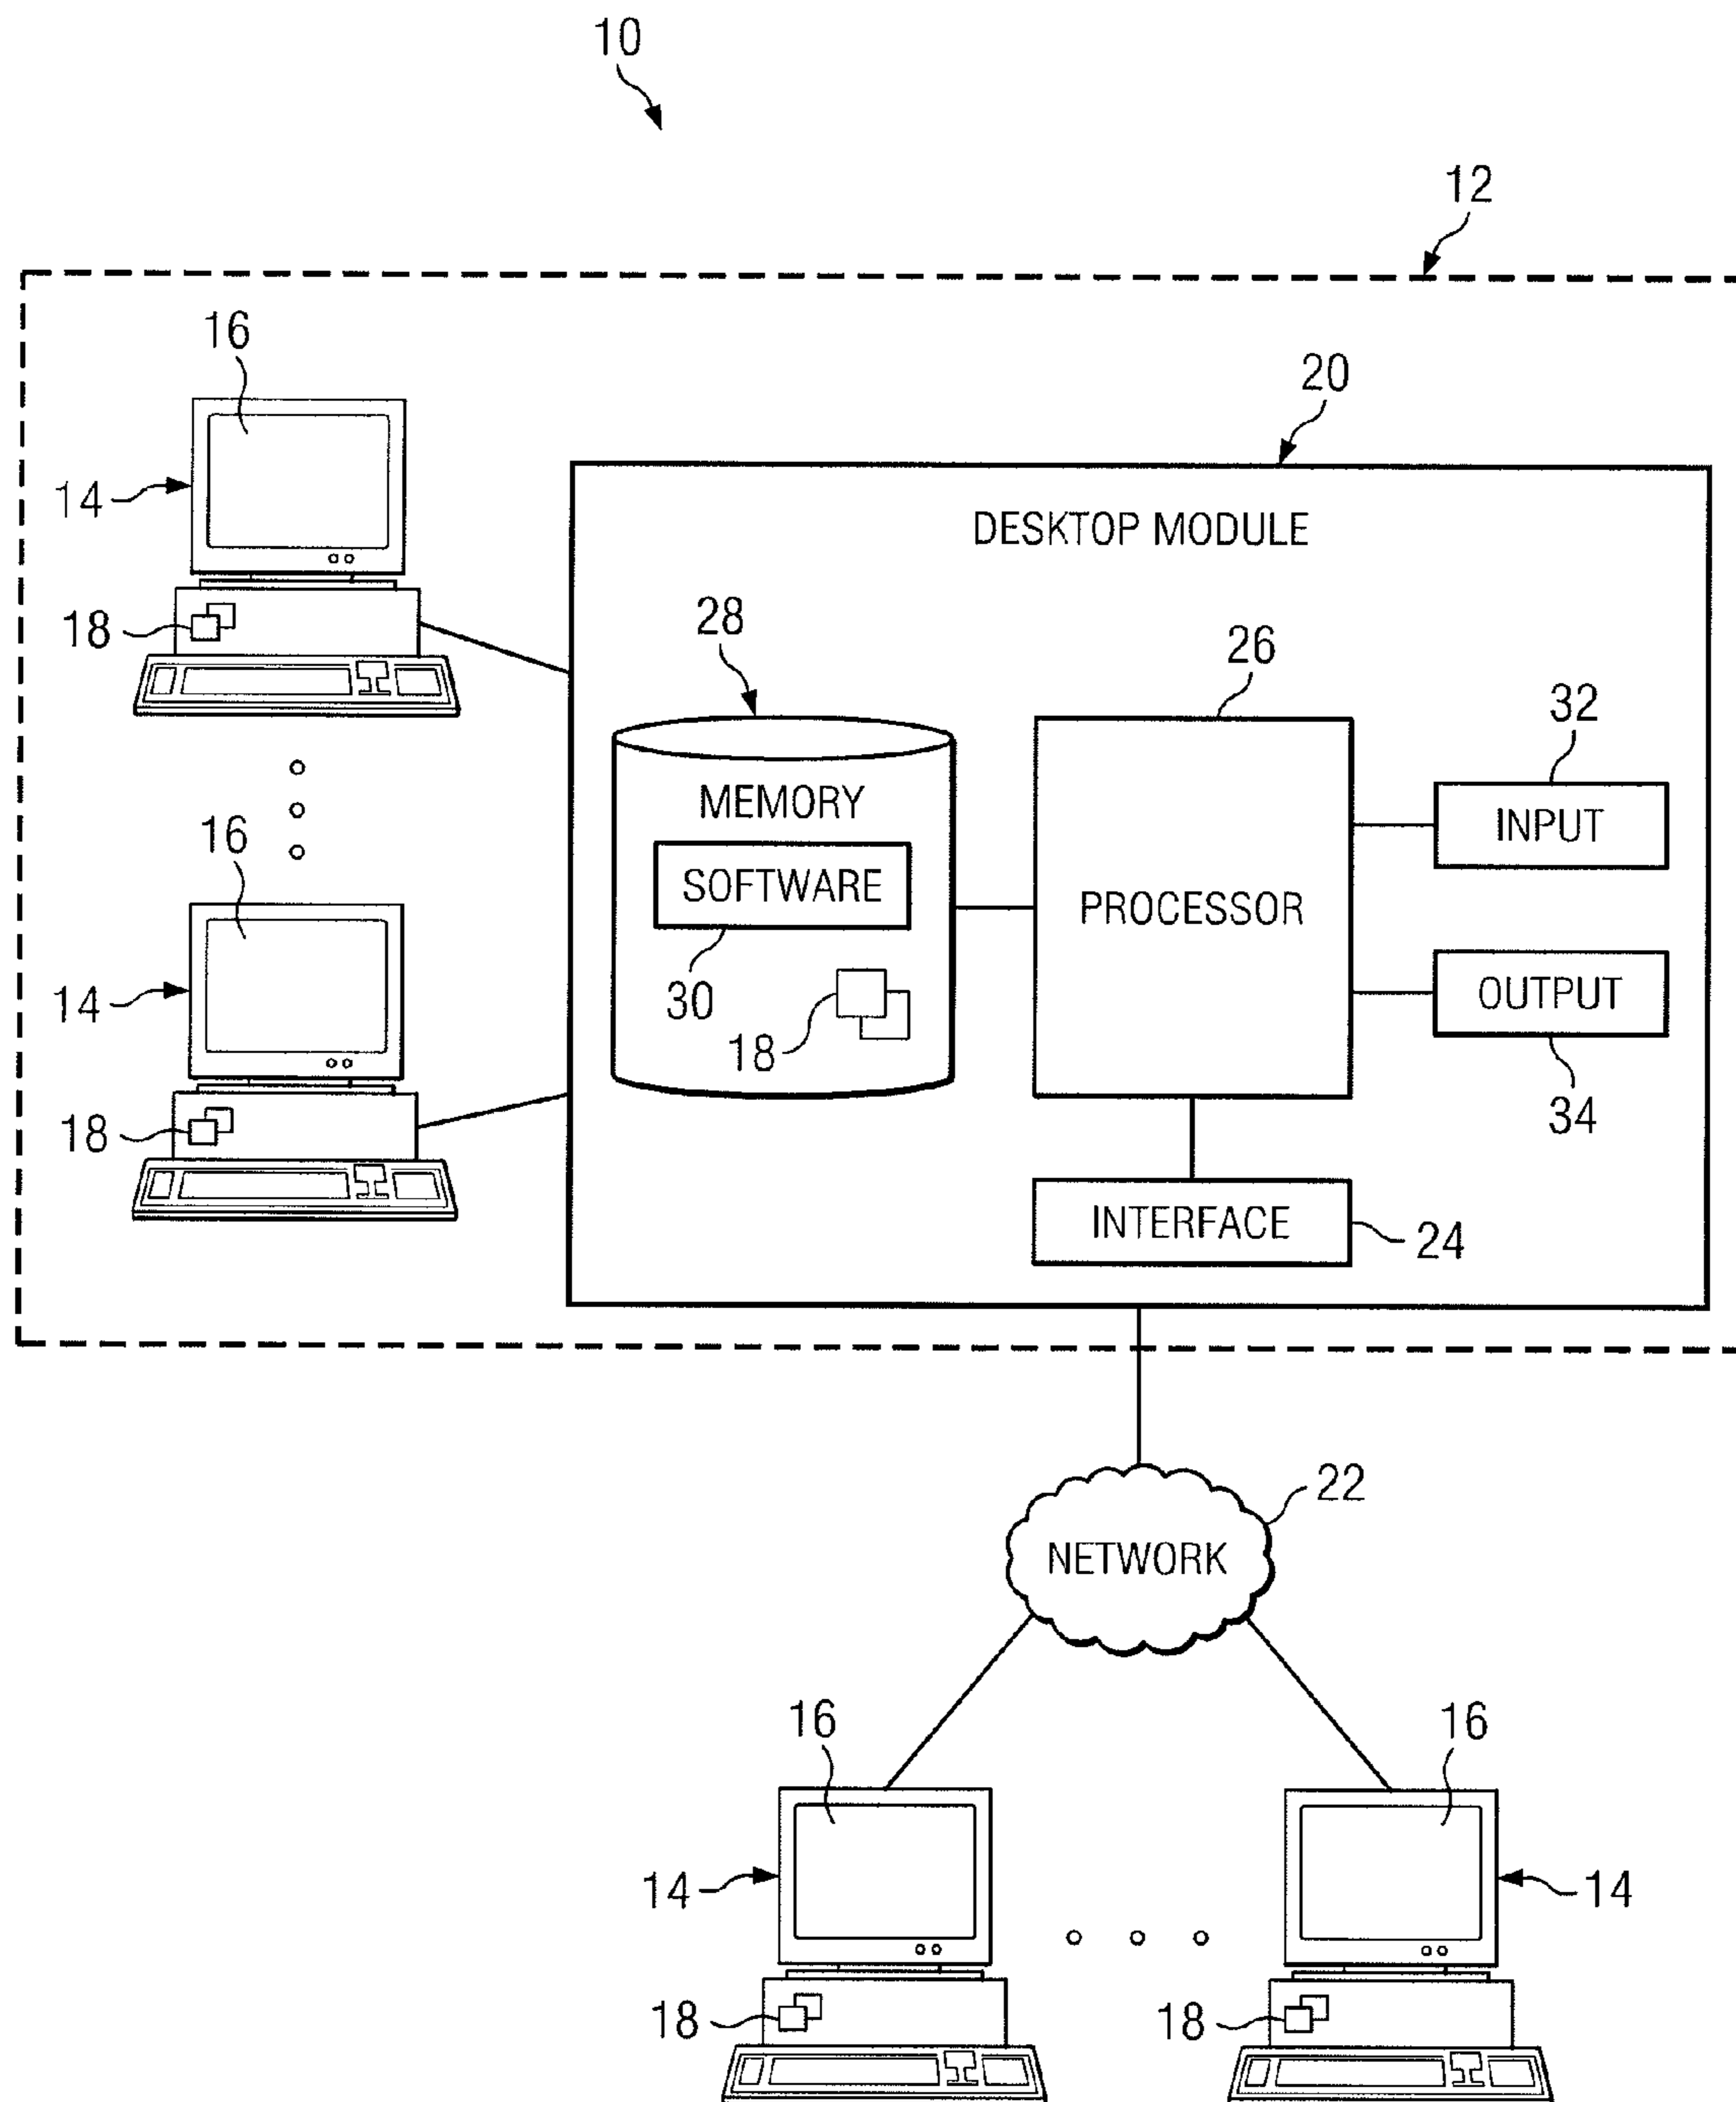 10
12
16
20
14
DESKTOP MODULE
18
28
26
32
MEMORY
INPUT
16
SOFTWARE
PROCESSOR
14
30
OUTPUT
18
18
34
INTERFACE
24
22
NETWORK
16
16
14
14
18
18